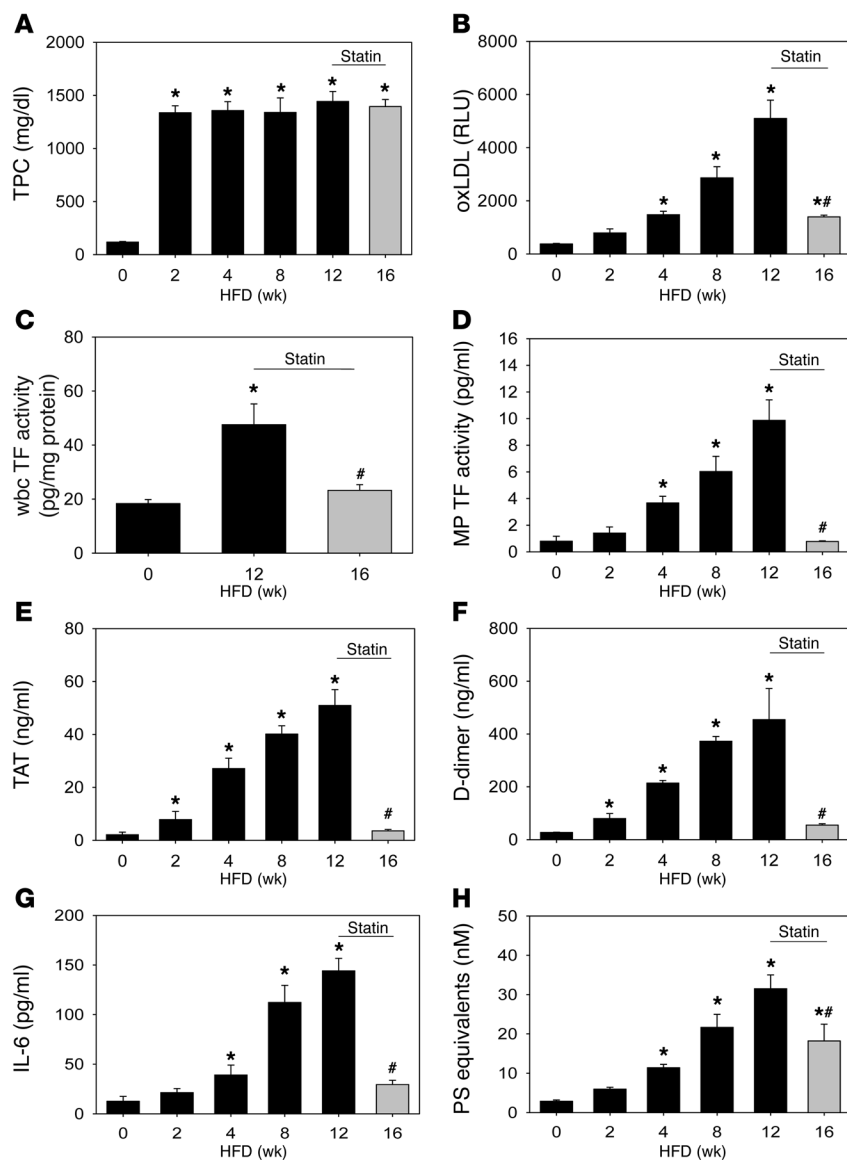 A
TPC (mg/dl)
2000
1500
1000
500
0
Statin
* * * * *
0 2 4 8 12 16
HFD (wk)
B
oxLDL (RLU)
8000
6000
4000
2000
0
Statin
* * * *#
0 2 4 8 12 16
HFD (wk)
C
wbc TF activity
(pg/mg protein)
80
60
40
20
0
Statin
* #
0 12 16
HFD (wk)
D
MP TF activity (pg/ml)
16
14
12
10
8
6
4
2
0
Statin
* * * #
0 2 4 8 12 16
HFD (wk)
E
TAT (ng/ml)
80
60
40
20
0
Statin
* * * * #
0 2 4 8 12 16
HFD (wk)
F
D-dimer (ng/ml)
800
600
400
200
0
Statin
* * * * #
0 2 4 8 12 16
HFD (wk)
G
IL-6 (pg/ml)
200
150
100
50
0
Statin
* * * #
0 2 4 8 12 16
HFD (wk)
H
PS equivalents (nM)
50
40
30
20
10
0
Statin
* * * *#
0 2 4 8 12 16
HFD (wk)